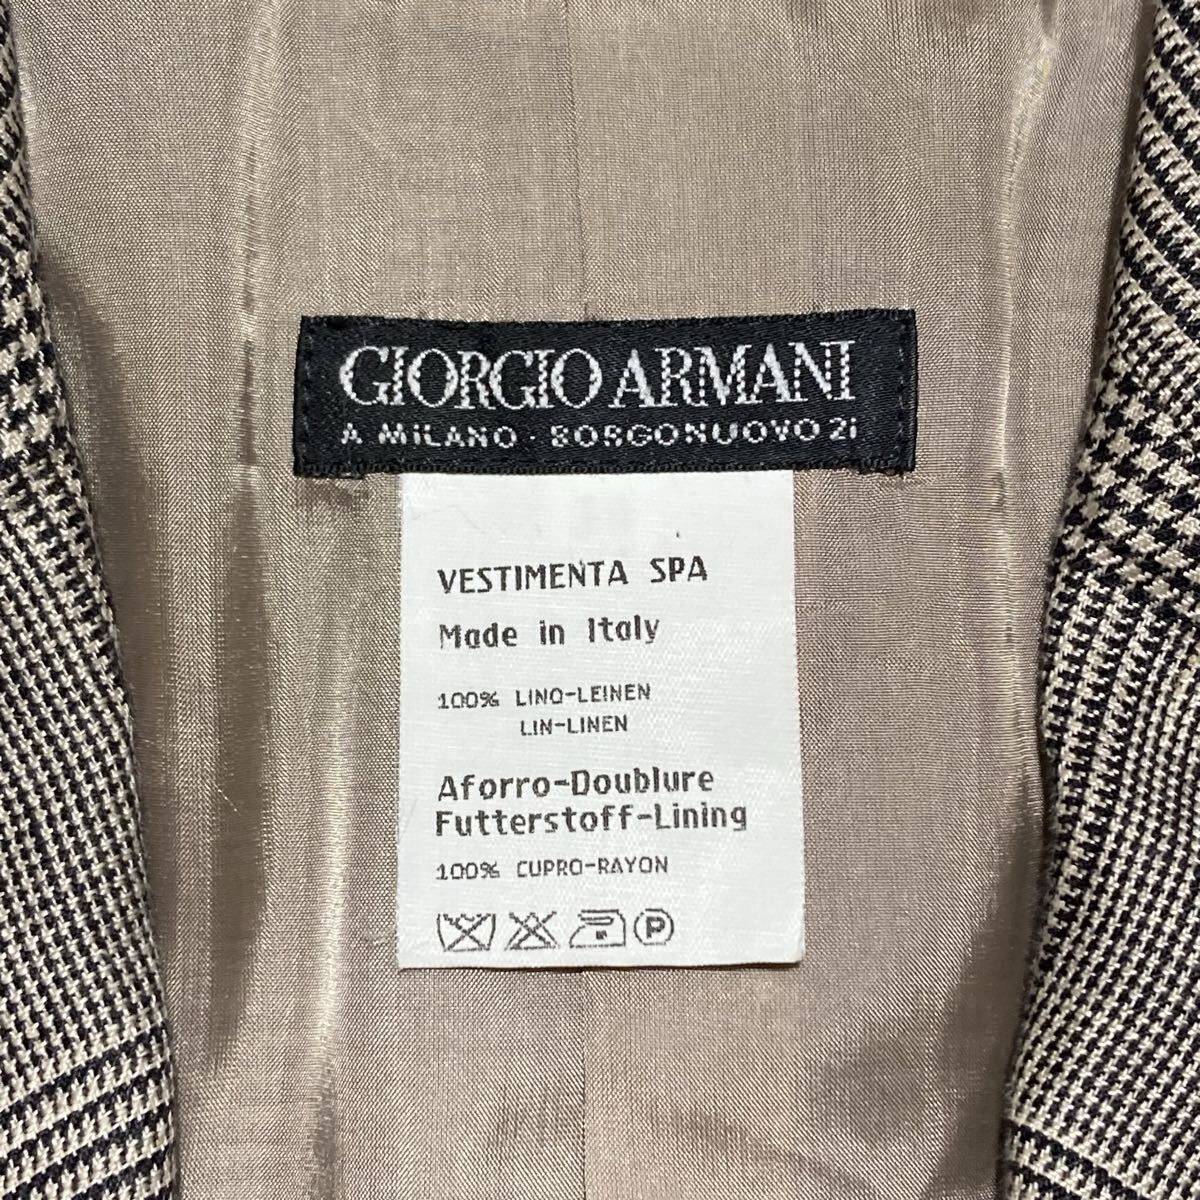 GIORGIO ARMANI
A MILANO · BORGONUOVO 21
VESTIMENTA SPA
Made in Italy
100% LINO-LEINEN
LIN-LINEN
Aforro-Doublure
Futterstoff-Lining
100% CUPRO-RAYON
P